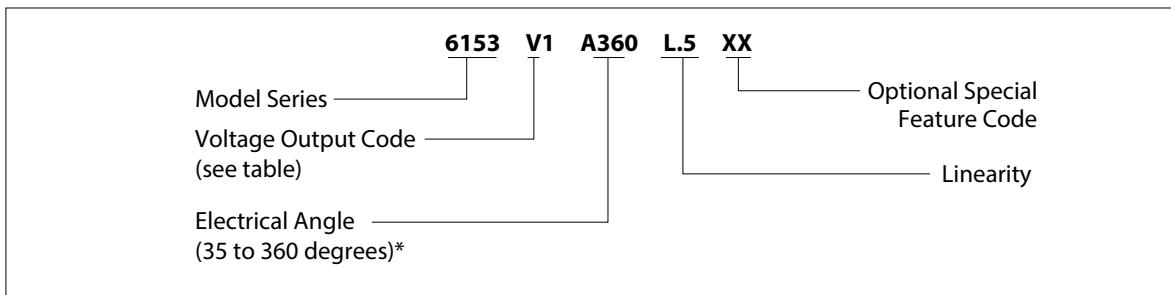 6153 V1 A360 L.5 XX
Model Series
Voltage Output Code
(see table)
Electrical Angle
(35 to 360 degrees)*
Optional Special
Feature Code
Linearity